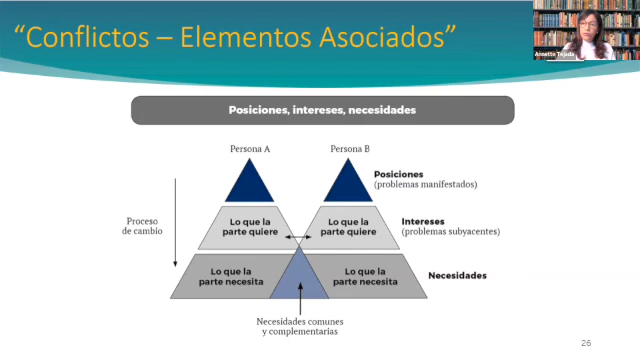 “Conflictos – Elementos Asociados”
Annette Tejada
Posiciones, intereses, necesidades
Persona A
Persona B
Posiciones
(problemas manifestados)
Proceso
de cambio
Lo que la
parte quiere
Lo que la
parte quiere
Intereses
(problemas subyacentes)
Lo que la
parte necesita
Lo que la
parte necesita
Necesidades
Necesidades comunes
y complementarias
26